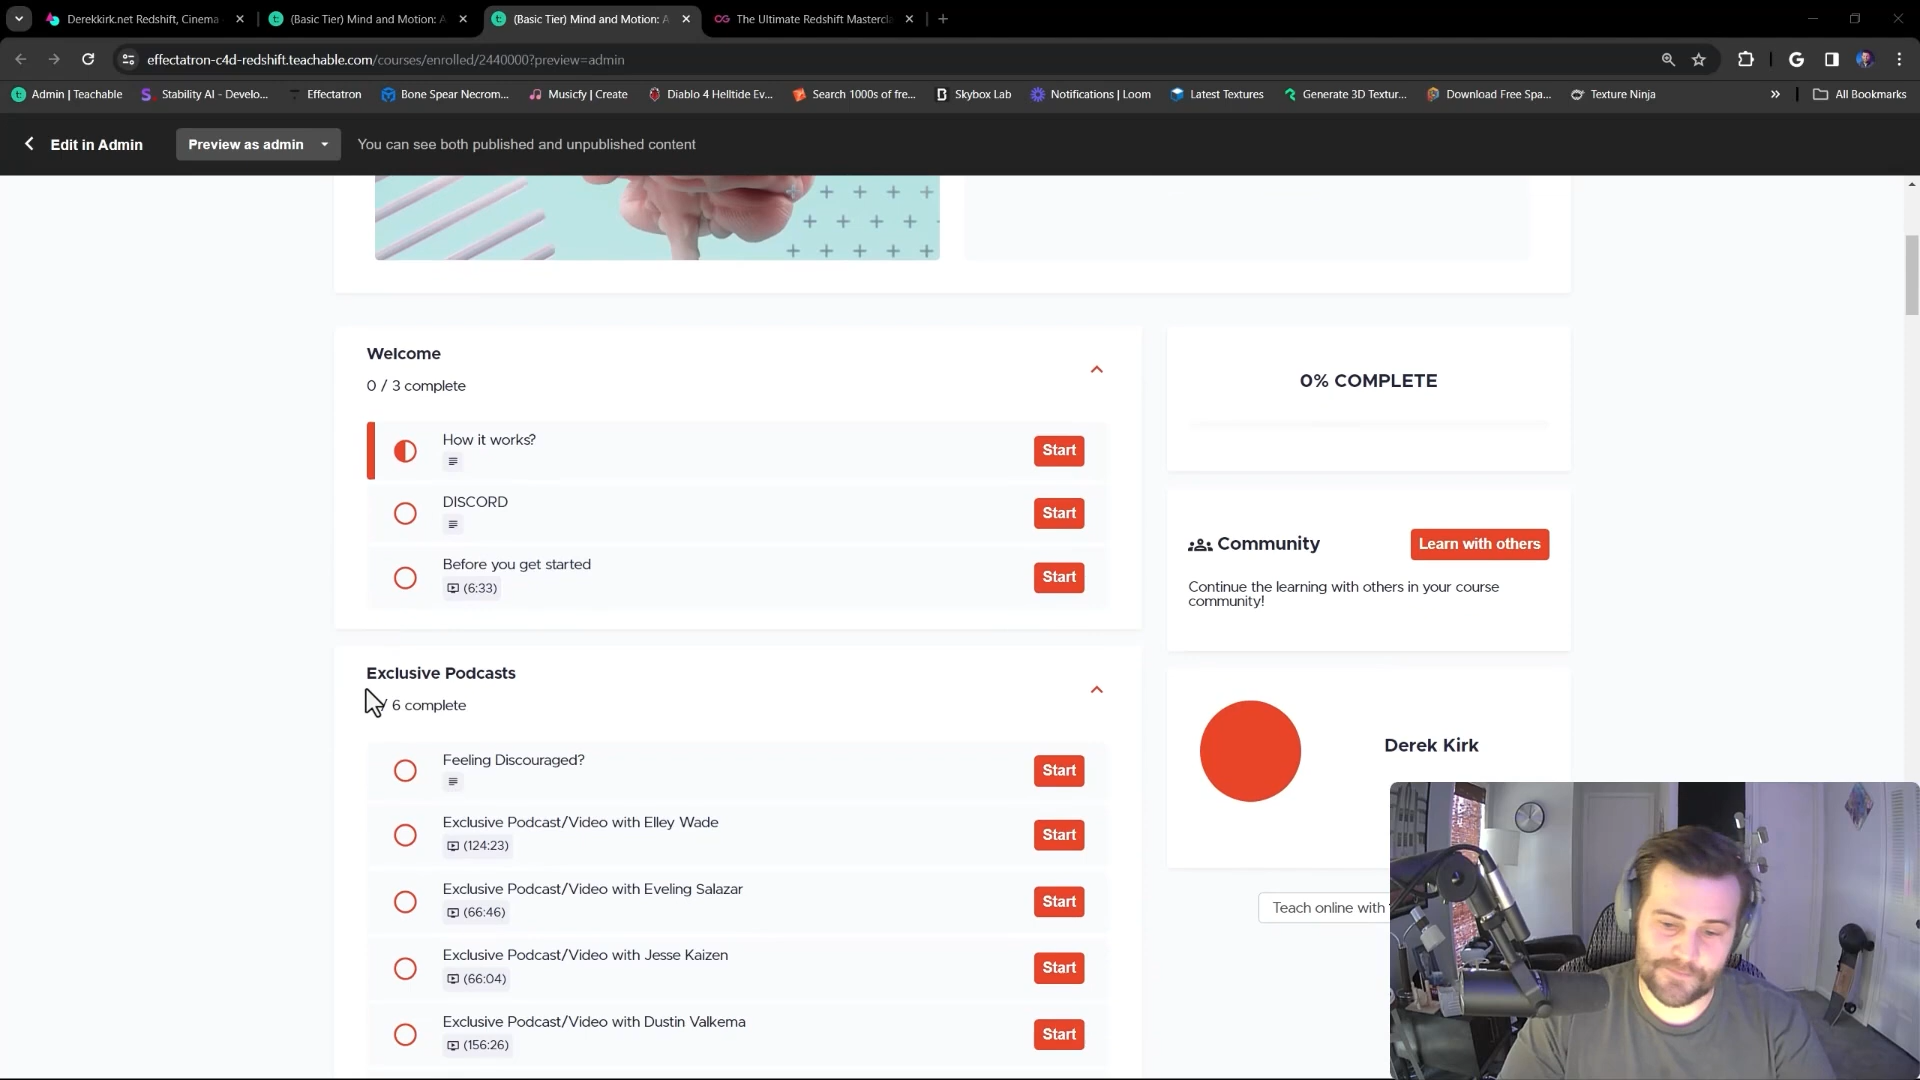 Derekkirk.net Redshift, Cinema
(Basic Tier) Mind and Motion: A
(Basic Tier) Mind and Motion: A
CG The Ultimate Redshift Mastercla
effectatron-c4d-redshift.teachable.com/courses/enrolled/2440000?preview=admin
Admin | Teachable
Stability AI - Develo...
Effectatron
Bone Spear Necrom...
Musicfy | Create
Diablo 4 Helltide Ev...
Search 1000s of fre...
Skybox Lab
Notifications | Loom
Latest Textures
Generate 3D Textur...
Download Free Spa...
Texture Ninja
All Bookmarks
Edit in Admin
Preview as admin
You can see both published and unpublished content
Welcome
0 / 3 complete
How it works?
Start
DISCORD
Start
Before you get started
(6:33)
Start
0% COMPLETE
Community
Learn with others
Continue the learning with others in your course
community!
Exclusive Podcasts
/ 6 complete
Feeling Discouraged?
Start
Exclusive Podcast/Video with Elley Wade
(124:23)
Start
Exclusive Podcast/Video with Eveling Salazar
(66:46)
Start
Exclusive Podcast/Video with Jesse Kaizen
(66:04)
Start
Exclusive Podcast/Video with Dustin Valkema
(156:26)
Start
Derek Kirk
Teach online with